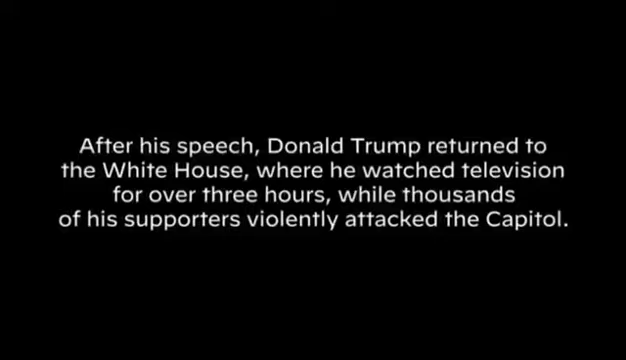 After his speech, Donald Trump returned to
the White House, where he watched television
for over three hours, while thousands
of his supporters violently attacked the Capitol.